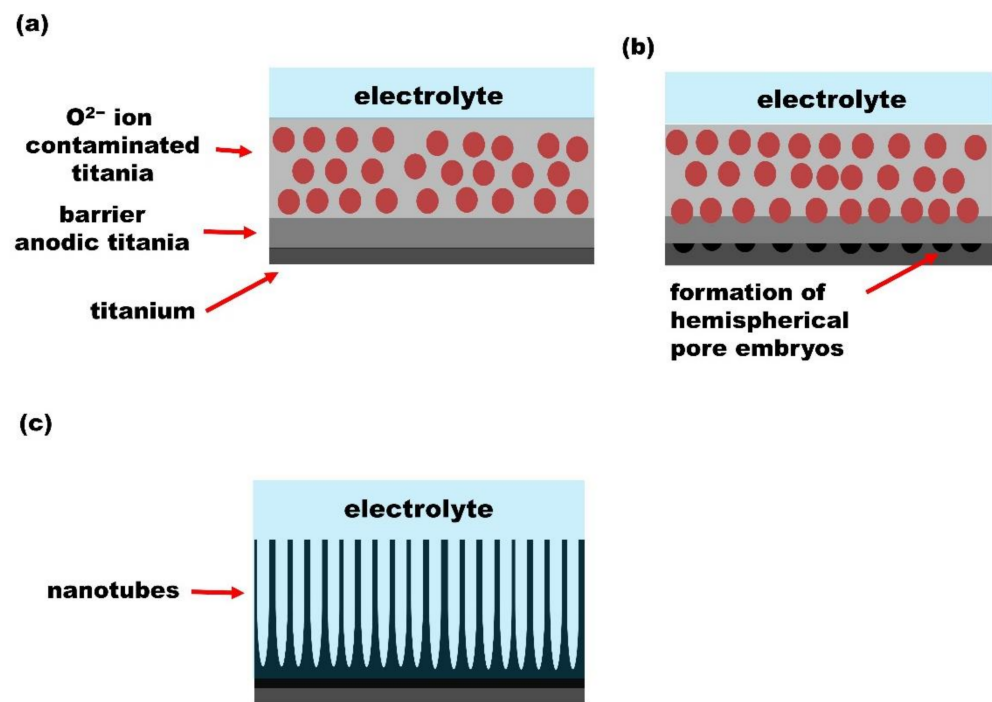 (a)
electrolyte
O²⁻ ion
contaminated
titania
barrier
anodic titania
titanium
(b)
electrolyte
formation of
hemispherical
pore embryos
(c)
electrolyte
nanotubes